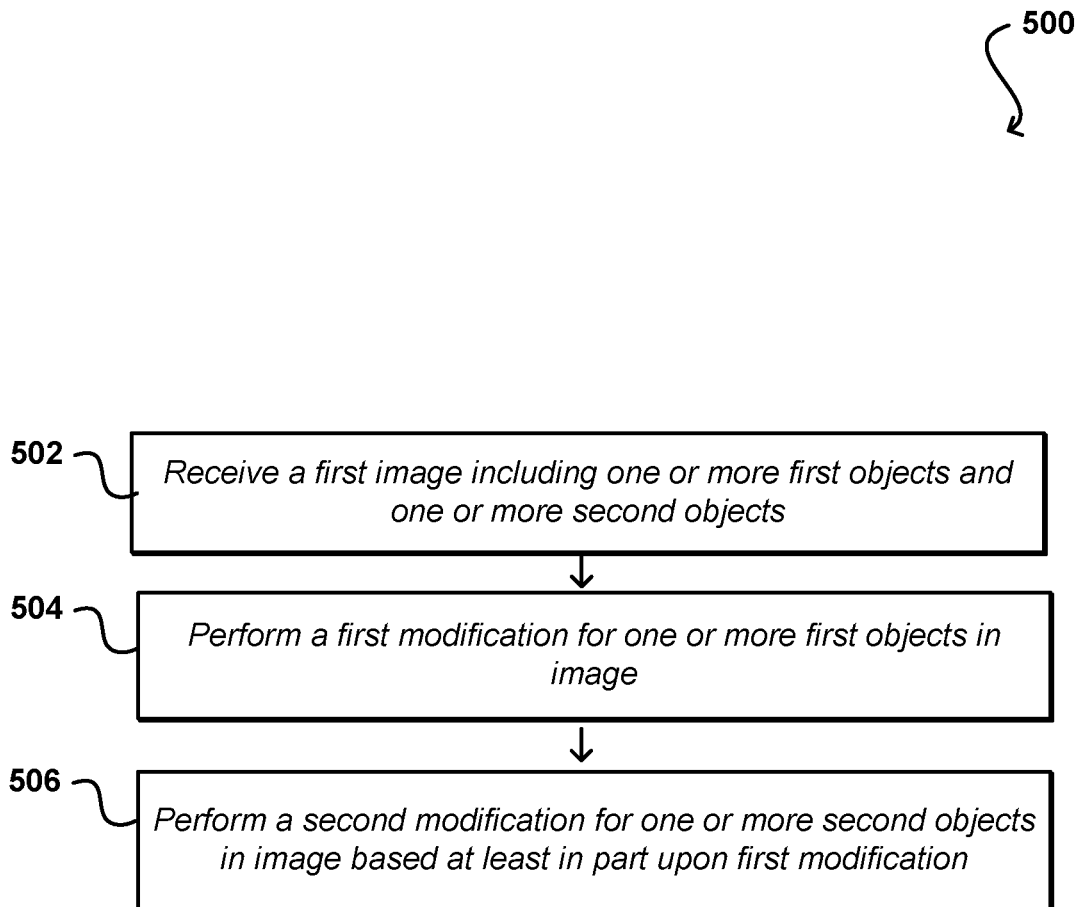 500
502
Receive a first image including one or more first objects and
one or more second objects
504
Perform a first modification for one or more first objects in
image
506
Perform a second modification for one or more second objects
in image based at least in part upon first modification